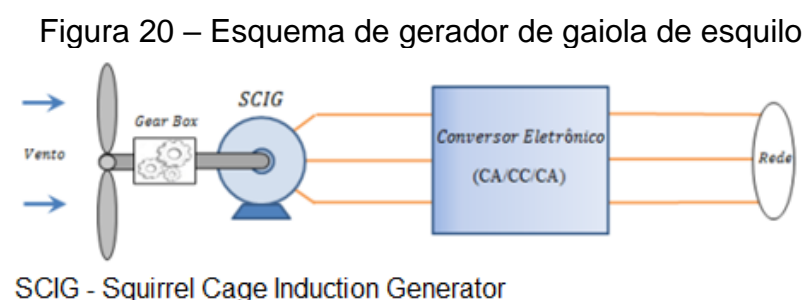 Figura 20 – Esquema de gerador de gaiola de esquilo
SCIG
Gear Box
Vento
Conversor Eletrônico
(CA/CC/CA)
Rede
SCIG - Squirrel Cage Induction Generator